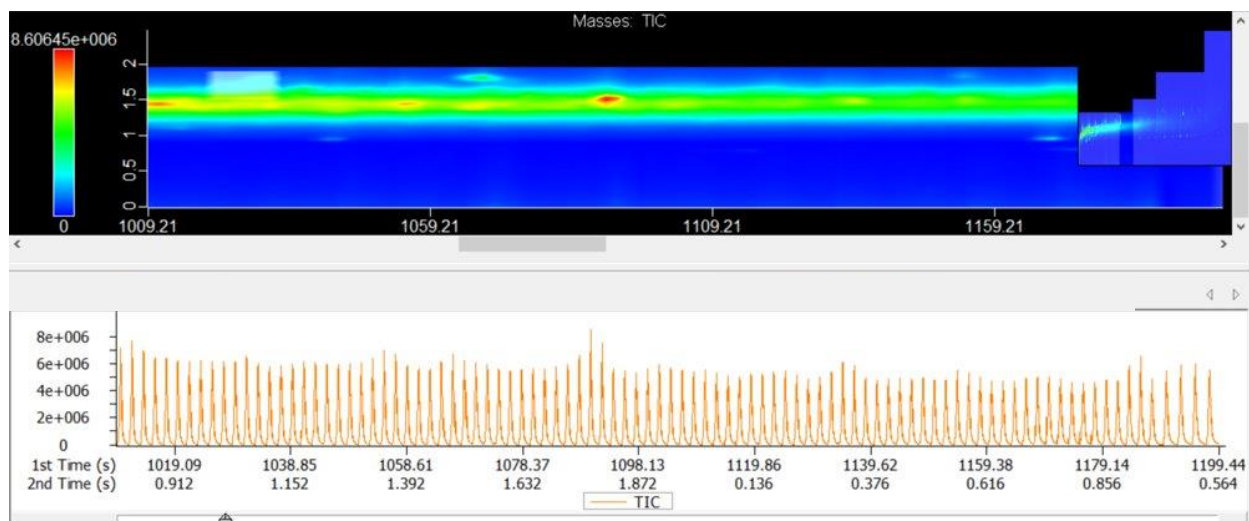 Masses: TIC
8.60645e+006
0
2
1.5
1
0.5
0
1009.21 1059.21 1109.21 1159.21
8e+006
6e+006
4e+006
2e+006
0
1st Time (s) 1019.09 1038.85 1058.61 1078.37 1098.13 1119.86 1139.62 1159.38 1179.14 1199.44
2nd Time (s) 0.912 1.152 1.392 1.632 1.872 0.136 0.376 0.616 0.856 0.564
TIC